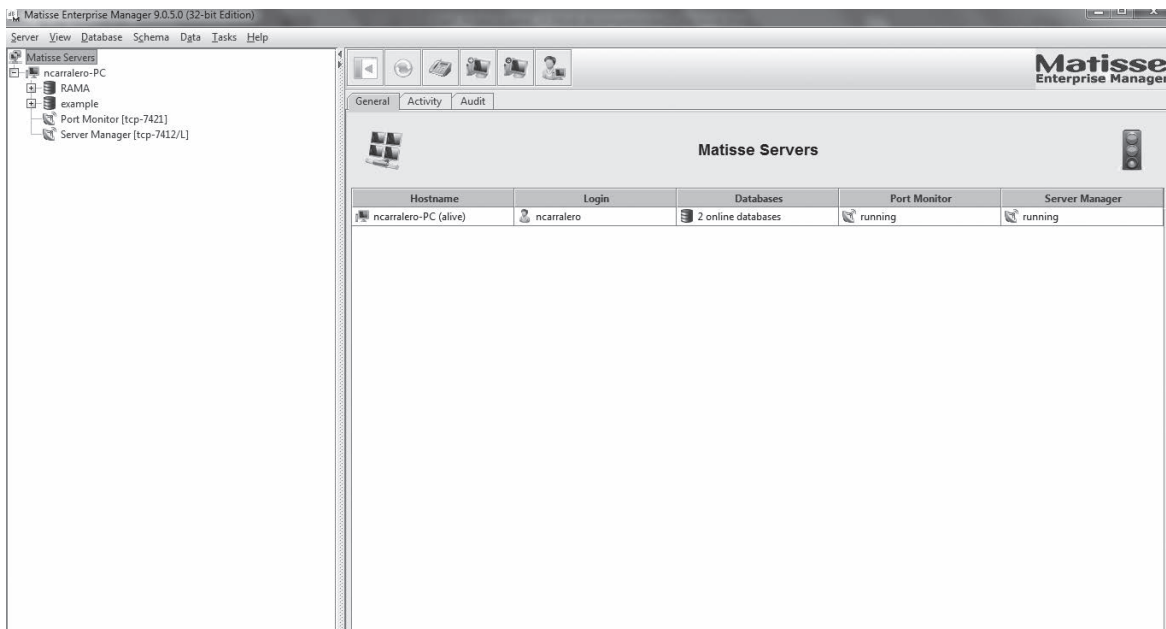 Matisse Enterprise Manager 9.0.5.0 (32-bit Edition)
Server View Database Schema Data Tasks Help
Matisse Servers
ncarralero-PC
RAMA
example
Port Monitor [tcp-7421]
Server Manager [tcp-7412/L]
Matisse
Enterprise Manager
General Activity Audit
Matisse Servers
Hostname Login Databases Port Monitor Server Manager
ncarralero-PC (alive) ncarralero 2 online databases running running